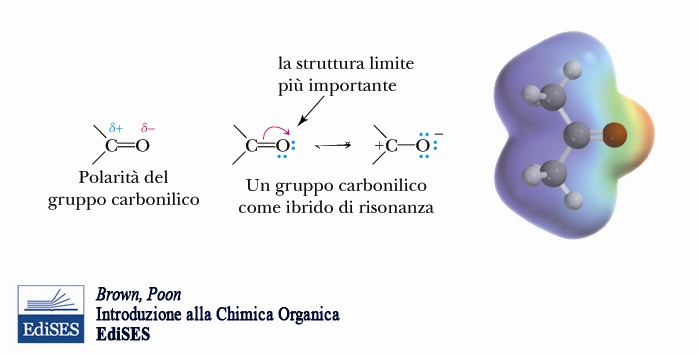 la struttura limite
più importante
δ+ δ−
C=O
C=O:
+C—O: −
Polarità del
gruppo carbonilico
Un gruppo carbonilico
come ibrido di risonanza
EdiSES
Brown, Poon
Introduzione alla Chimica Organica
EdiSES